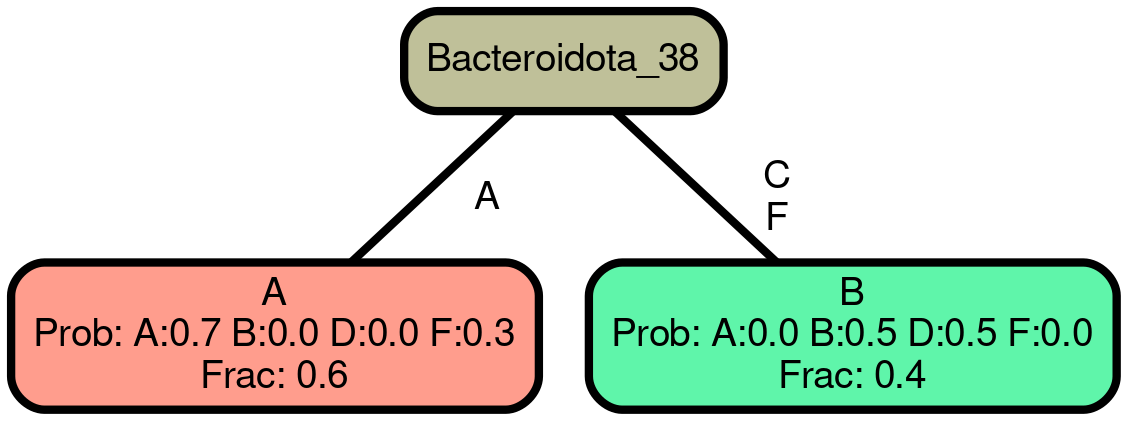 Bacteroidota_38
A
C
F
A
Prob: A:0.7 B:0.0 D:0.0 F:0.3
Frac: 0.6
B
Prob: A:0.0 B:0.5 D:0.5 F:0.0
Frac: 0.4